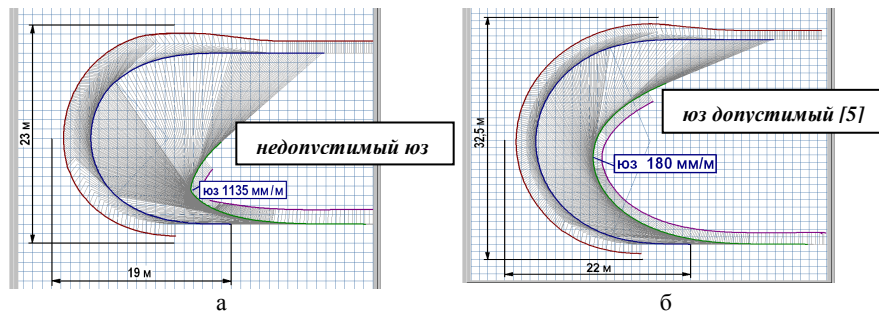 23 м
недопустимый юз
юз 1135 мм/м
19 м
а
32,5 м
юз допустимый [5]
юз 180 мм/м
22 м
б